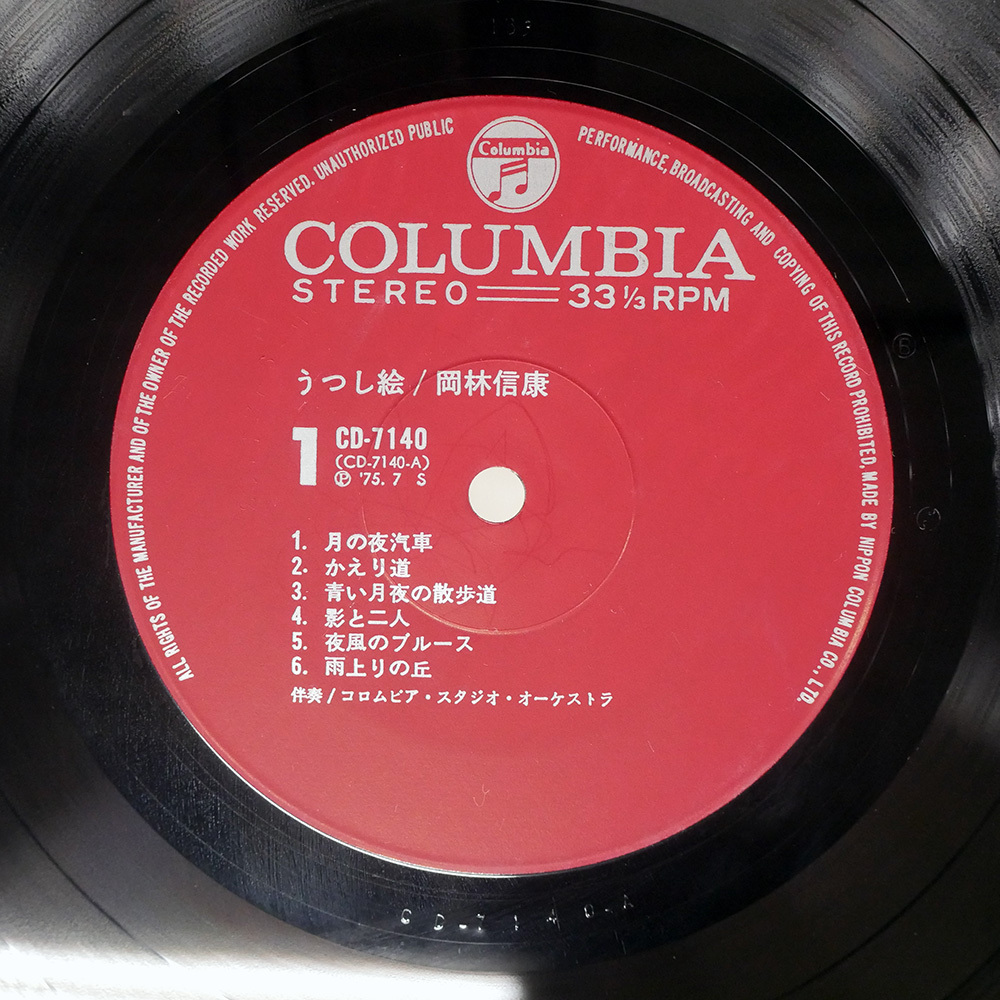 Columbia
ALL RIGHTS OF THE MANUFACTURER AND OF THE OWNER OF THE RECORDED WORK RESERVED. UNAUTHORIZED PUBLIC PERFORMANCE, BROADCASTING AND COPYING OF THIS RECORD PROHIBITED. MADE BY NIPPON COLUMBIA CO., LTD.
COLUMBIA
STEREO 33 1/3 RPM
うつし絵 / 岡林信康
1 CD-7140
(CD-7140-A)
Ⓟ '75. 7 S
1. 月の夜汽車
2. かえり道
3. 青い月夜の散歩道
4. 影と二人
5. 夜風のブルース
6. 雨上りの丘
伴奏 / コロムビア・スタジオ・オーケストラ
CD-7140-A